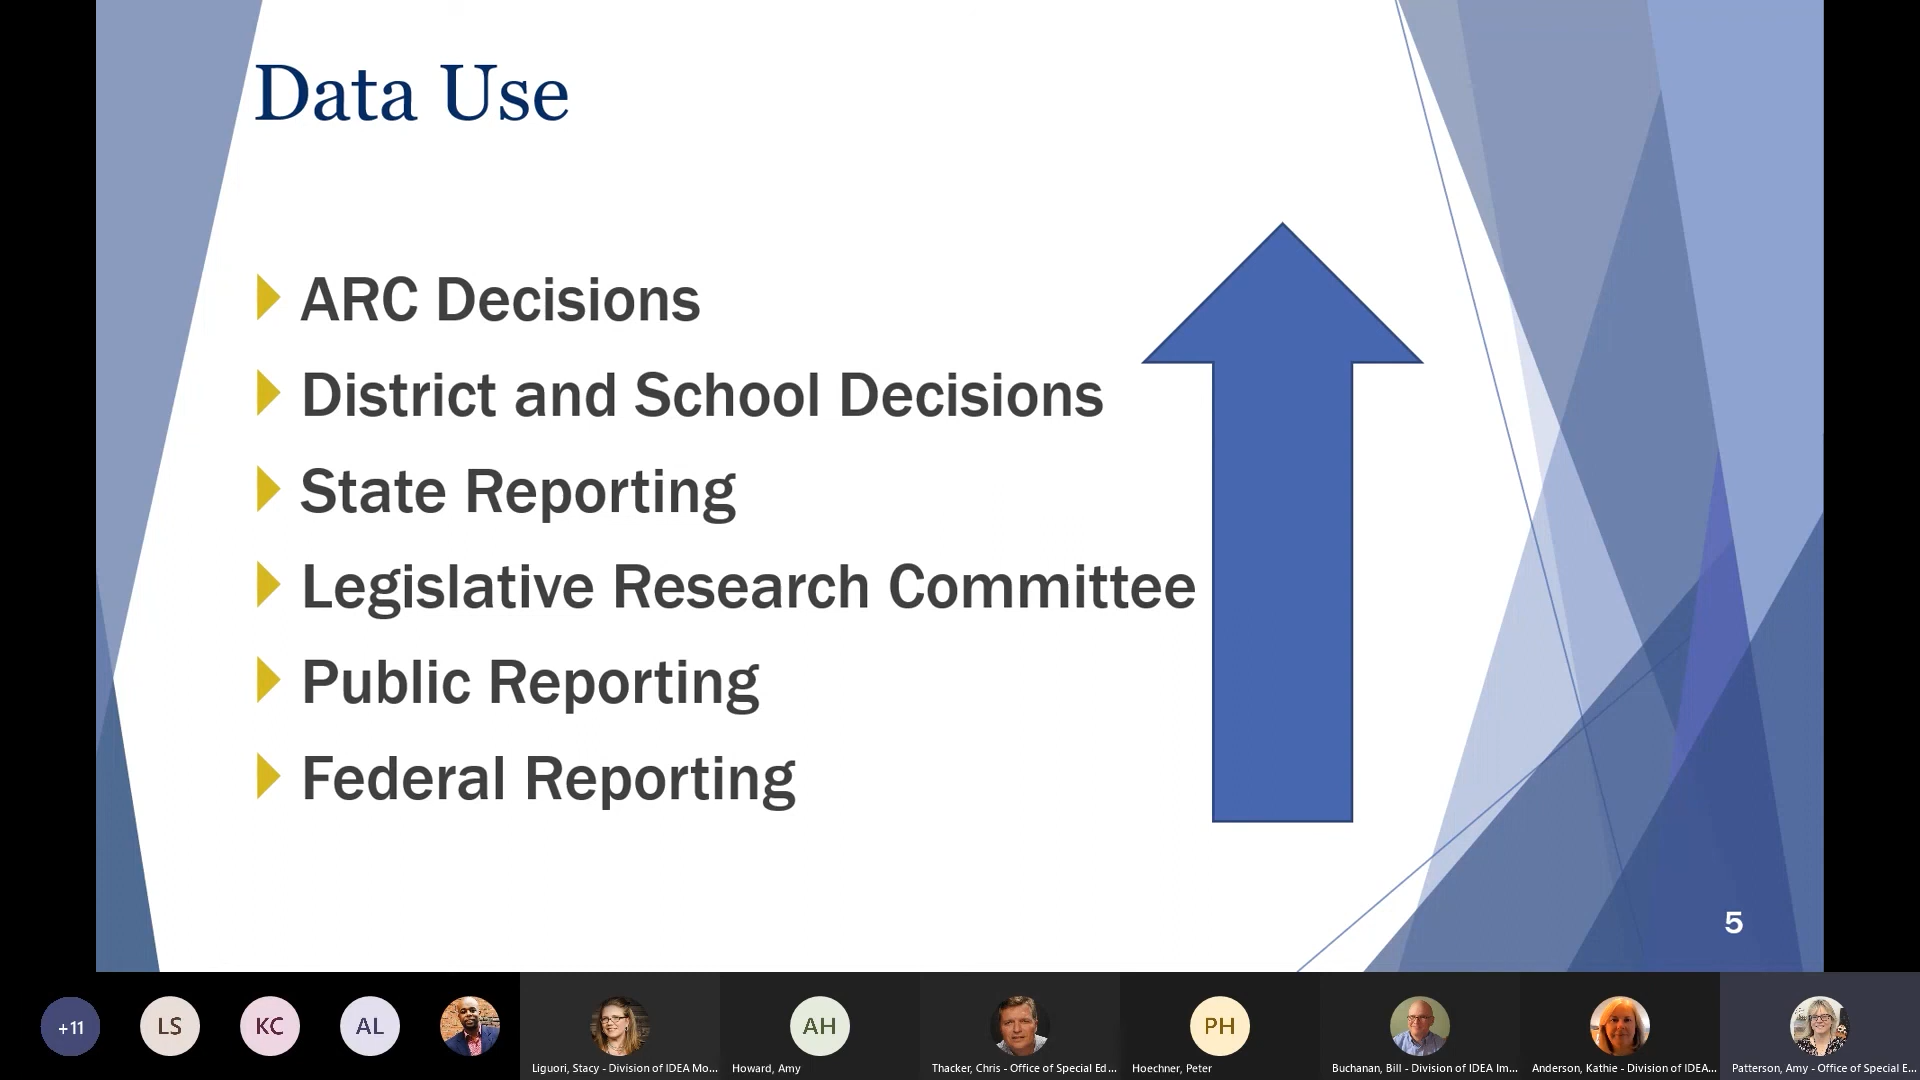 Data Use
ARC Decisions
District and School Decisions
State Reporting
Legislative Research Committee
Public Reporting
Federal Reporting
5
+11
LS
KC
AL
AH
PH
Liguori, Stacy - Division of IDEA Mo...
Howard, Amy
Thacker, Chris - Office of Special Ed...
Hoechner, Peter
Buchanan, Bill - Division of IDEA Im...
Anderson, Kathie - Division of IDEA...
Patterson, Amy - Office of Special E...